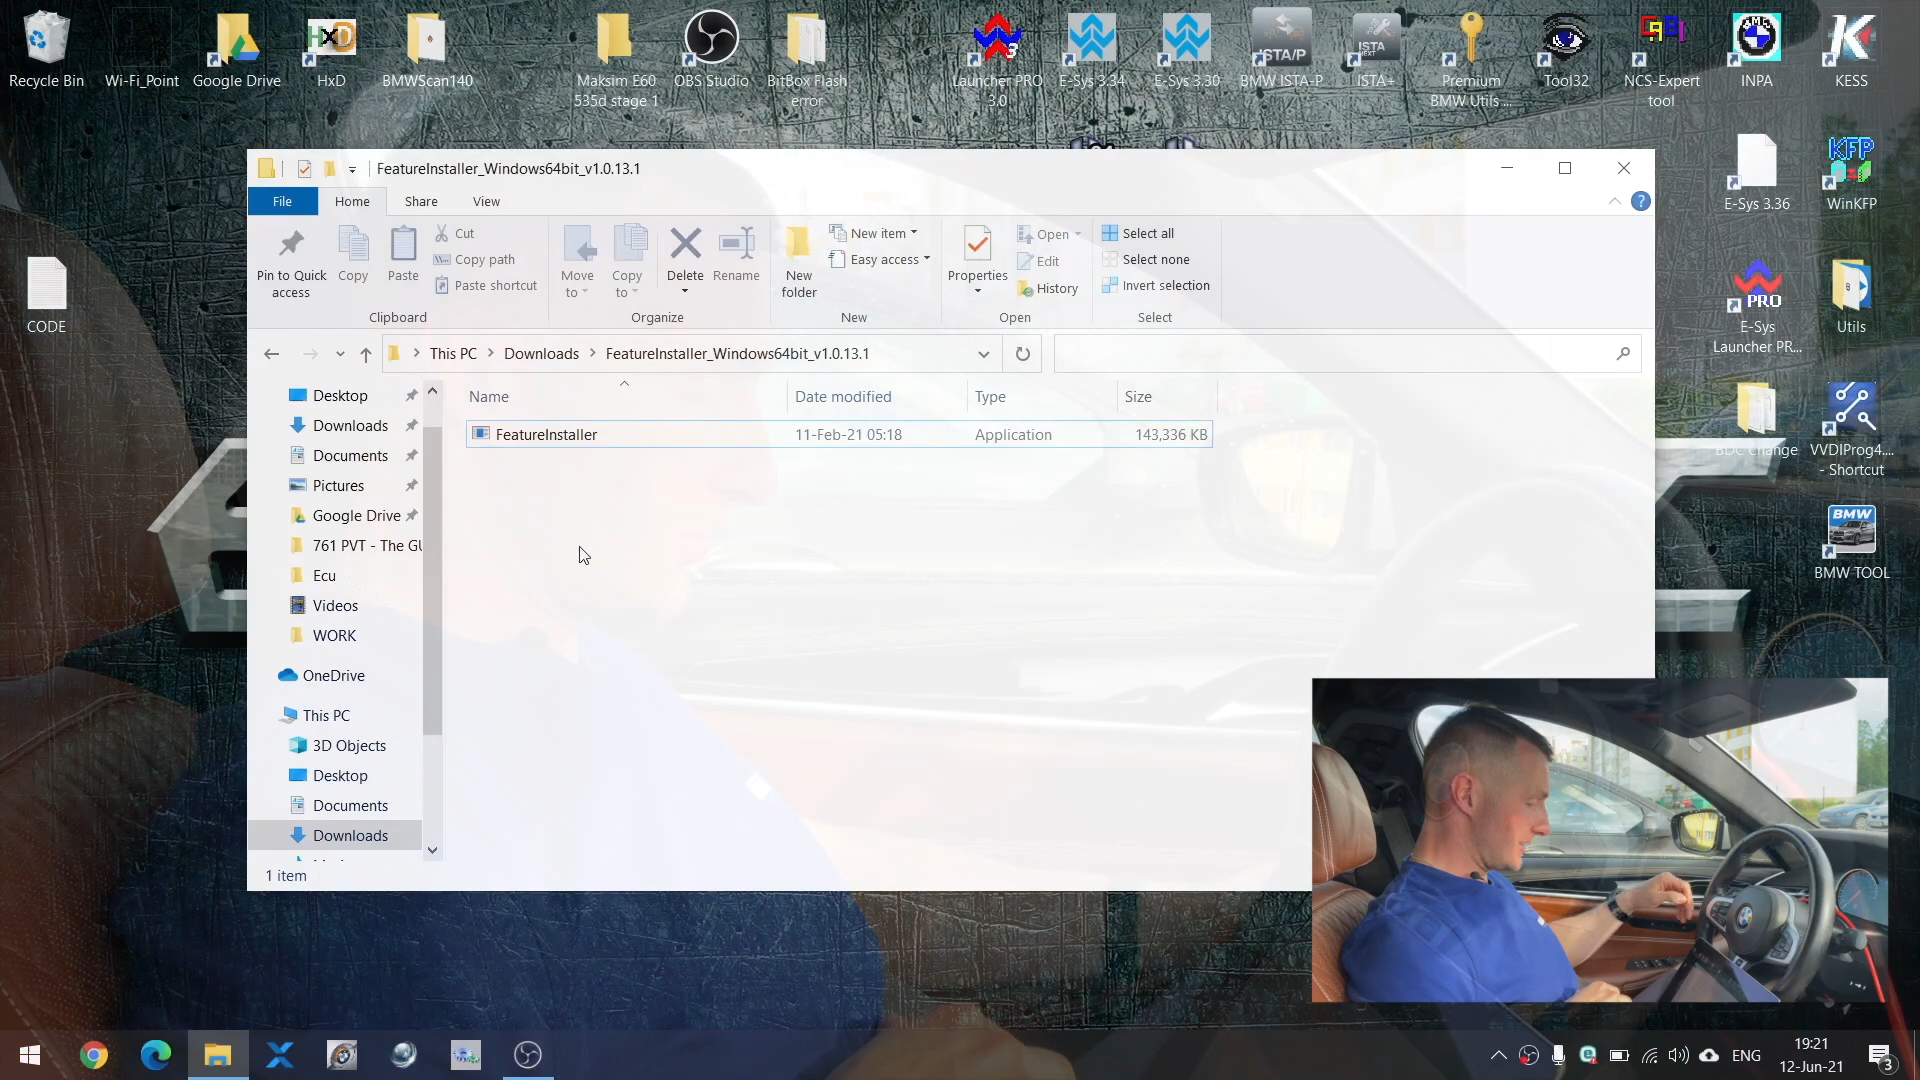 Recycle Bin
Wi-Fi_Point
Google Drive
HxD
BMWScan140
Maksim E60
535d stage 1
OBS Studio
BitBox Flash
error
Launcher PRO
3.0
E-Sys 3.34
E-Sys 3.30
BMW ISTA-P
ISTA+
Premium
BMW Utils ...
Tool32
NCS-Expert
tool
INPA
KESS
E-Sys 3.36
WinKFP
CODE
E-Sys
Launcher PR...
Utils
BDC Change
VVDIProg4....
- Shortcut
BMW TOOL
FeatureInstaller_Windows64bit_v1.0.13.1
File
Home
Share
View
Pin to Quick
access
Copy
Paste
Cut
Copy path
Paste shortcut
Clipboard
Move
to
Copy
to
Delete
Rename
Organize
New
folder
New item
Easy access
New
Properties
Open
Edit
History
Open
Select all
Select none
Invert selection
Select
This PC > Downloads > FeatureInstaller_Windows64bit_v1.0.13.1
Name
Date modified
Type
Size
FeatureInstaller
11-Feb-21 05:18
Application
143,336 KB
Desktop
Downloads
Documents
Pictures
Google Drive
761 PVT - The GU
Ecu
Videos
WORK
OneDrive
This PC
3D Objects
Desktop
Documents
Downloads
1 item
ENG
19:21
12-Jun-21
3